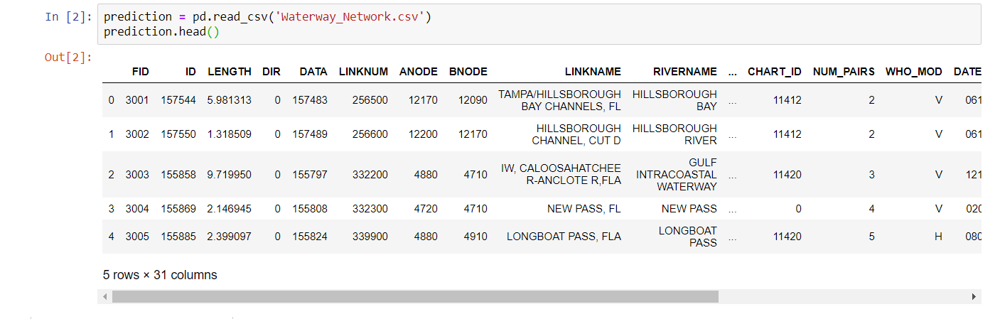 In [2]: prediction = pd.read_csv('Waterway_Network.csv')
prediction.head()
Out[2]:
FID ID LENGTH DIR DATA LINKNUM ANODE BNODE LINKNAME RIVERNAME ... CHART_ID NUM_PAIRS WHO_MOD DATE
0 3001 157544 5.981313 0 157483 256500 12170 12090 TAMPA/HILLSBOROUGH BAY CHANNELS, FL HILLSBOROUGH BAY ... 11412 2 V 061
1 3002 157550 1.318509 0 157489 256600 12200 12170 HILLSBOROUGH CHANNEL, CUT D HILLSBOROUGH RIVER ... 11412 2 V 061
2 3003 155858 9.719950 0 155797 332200 4880 4710 IW, CALOOSAHATCHEE R-ANCLOTE R,FLA GULF INTRACOASTAL WATERWAY ... 11420 3 V 121
3 3004 155869 2.146945 0 155808 332300 4720 4710 NEW PASS, FL NEW PASS ... 0 4 V 020
4 3005 155885 2.399097 0 155824 339900 4880 4910 LONGBOAT PASS, FLA LONGBOAT PASS ... 11420 5 H 080
5 rows × 31 columns